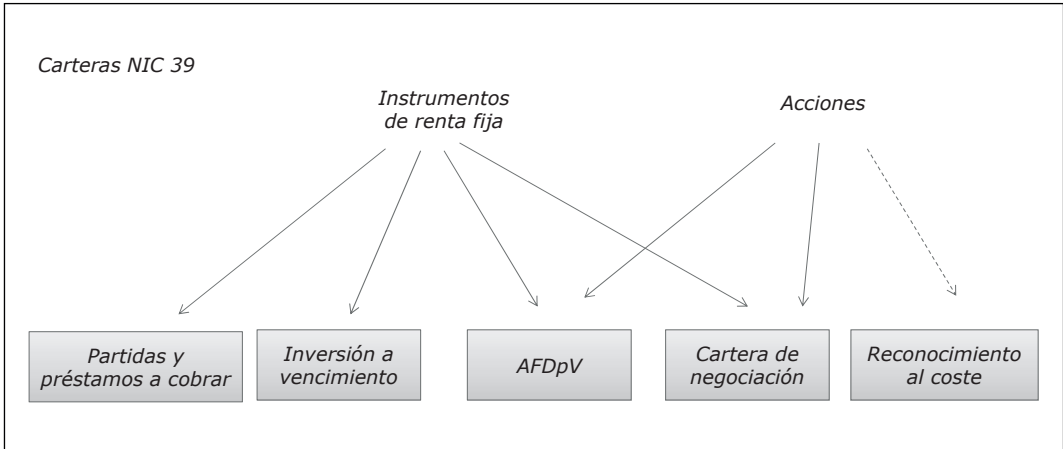 Carteras NIC 39
Instrumentos
de renta fija
Acciones
Partidas y
préstamos a cobrar
Inversión a
vencimiento
AFDpV
Cartera de
negociación
Reconocimiento
al coste